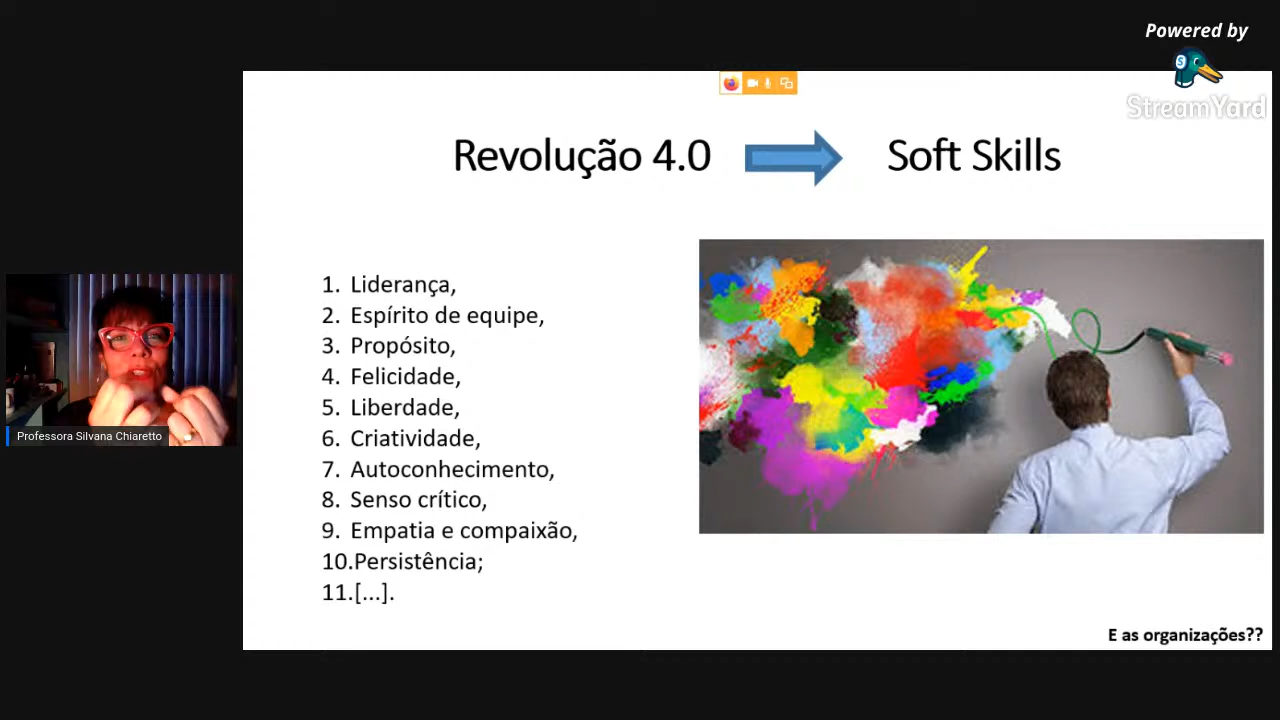 Powered by
StreamYard
Revolução 4.0
Soft Skills
1. Liderança,
2. Espírito de equipe,
3. Propósito,
4. Felicidade,
5. Liberdade,
6. Criatividade,
7. Autoconhecimento,
8. Senso crítico,
9. Empatia e compaixão,
10.Persistência;
11.[...].
Professora Silvana Chiaretto
E as organizações??